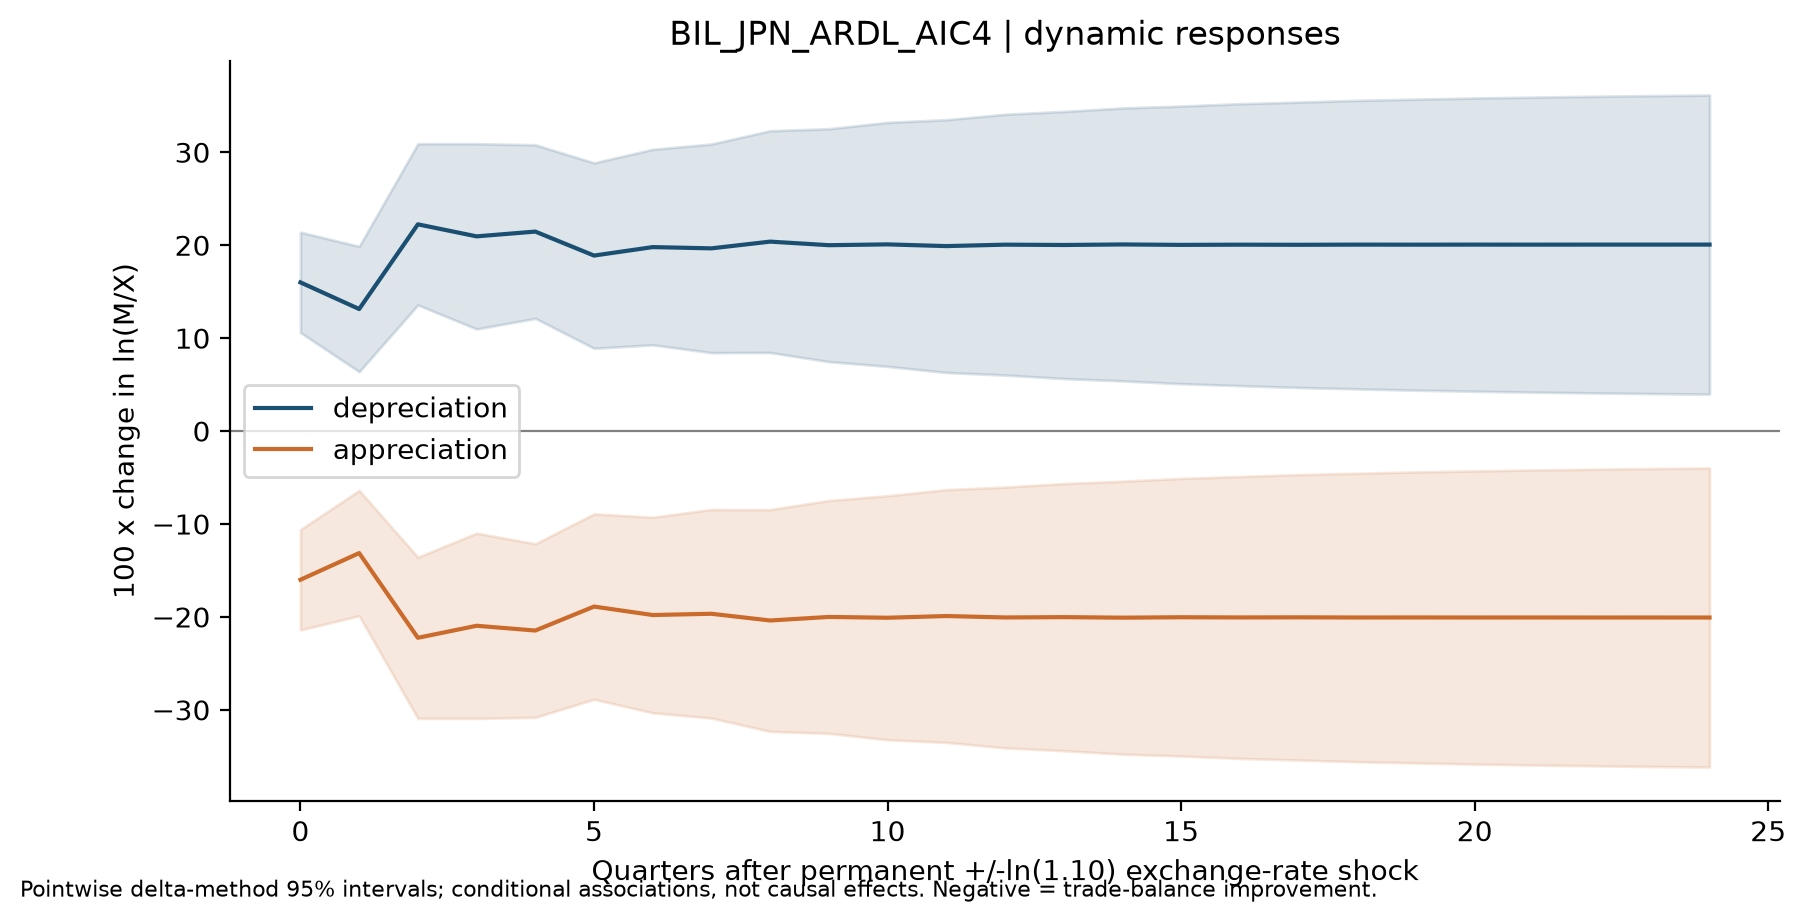 BIL_JPN_ARDL_AIC4 | dynamic responses
100 x change in ln(M/X)
30
20
10
0
−10
−20
−30
depreciation
appreciation
0 5 10 15 20 25
Quarters after permanent +/-ln(1.10) exchange-rate shock
Pointwise delta-method 95% intervals; conditional associations, not causal effects. Negative = trade-balance improvement.